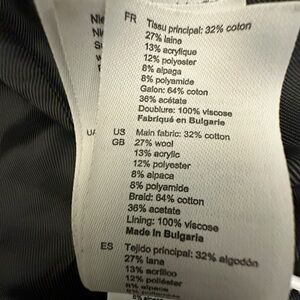 FR Tissu principal: 32% coton
27% laine
13% acrylique
12% polyester
8% alpaga
8% polyamide
Galon: 64% coton
36% acétate
Doublure: 100% viscose
Fabriqué en Bulgarie
US Main fabric: 32% cotton
GB 27% wool
13% acrylic
12% polyester
8% alpaca
8% polyamide
Braid: 64% cotton
36% acetate
Lining: 100% viscose
Made in Bulgaria
ES Tejido principal: 32% algodón
27% lana
13% acrílico
12% poliéster
8% alpaca